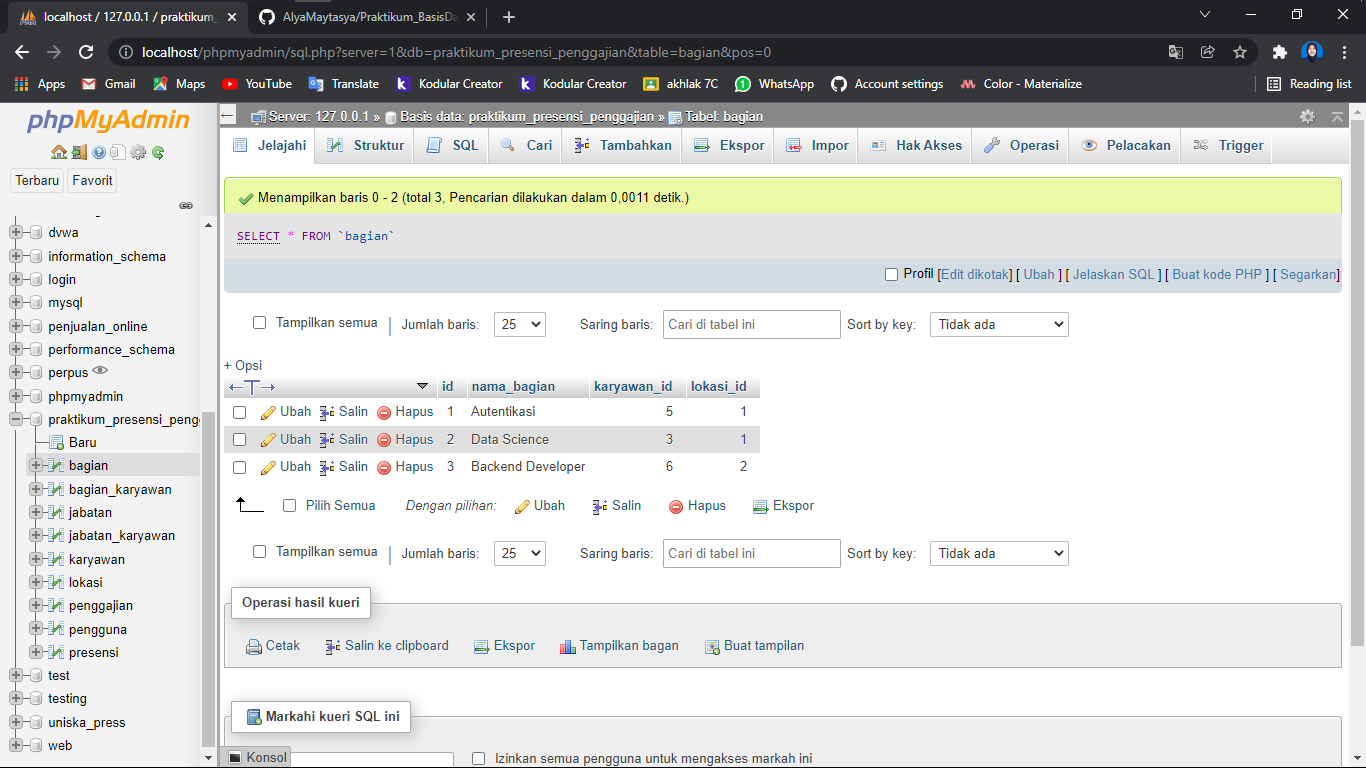 localhost / 127.0.0.1 / praktikum_
AlyaMaytasya/Praktikum_BasisDa
localhost/phpmyadmin/sql.php?server=1&db=praktikum_presensi_penggajian&table=bagian&pos=0
Apps Gmail Maps YouTube Translate Kodular Creator Kodular Creator akhlak 7C WhatsApp Account settings Color - Materialize Reading list
phpMyAdmin
Terbaru Favorit
dvwa
information_schema
login
mysql
penjualan_online
performance_schema
perpus
phpmyadmin
praktikum_presensi_peng
Baru
bagian
bagian_karyawan
jabatan
jabatan_karyawan
karyawan
lokasi
penggajian
pengguna
presensi
test
testing
uniska_press
web
Server: 127.0.0.1 » Basis data: praktikum_presensi_penggajian » Tabel: bagian
Jelajahi Struktur SQL Cari Tambahkan Ekspor Impor Hak Akses Operasi Pelacakan Trigger
Menampilkan baris 0 - 2 (total 3, Pencarian dilakukan dalam 0,0011 detik.)
SELECT * FROM `bagian`
Profil [Edit dikotak] [ Ubah ] [ Jelaskan SQL ] [ Buat kode PHP ] [ Segarkan]
Tampilkan semua | Jumlah baris: 25 Saring baris: Cari di tabel ini Sort by key: Tidak ada
+ Opsi
←T→ id nama_bagian karyawan_id lokasi_id
Ubah Salin Hapus 1 Autentikasi 5 1
Ubah Salin Hapus 2 Data Science 3 1
Ubah Salin Hapus 3 Backend Developer 6 2
Pilih Semua Dengan pilihan: Ubah Salin Hapus Ekspor
Tampilkan semua | Jumlah baris: 25 Saring baris: Cari di tabel ini Sort by key: Tidak ada
Operasi hasil kueri
Cetak Salin ke clipboard Ekspor Tampilkan bagan Buat tampilan
Markahi kueri SQL ini
Konsol
Izinkan semua pengguna untuk mengakses markah ini